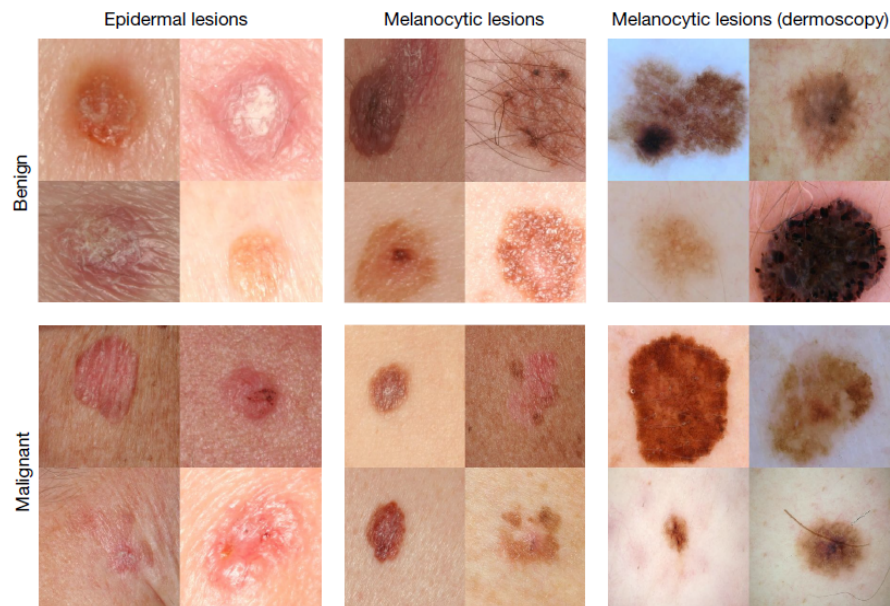 Epidermal lesions
Melanocytic lesions
Melanocytic lesions (dermoscopy)
Benign
Malignant